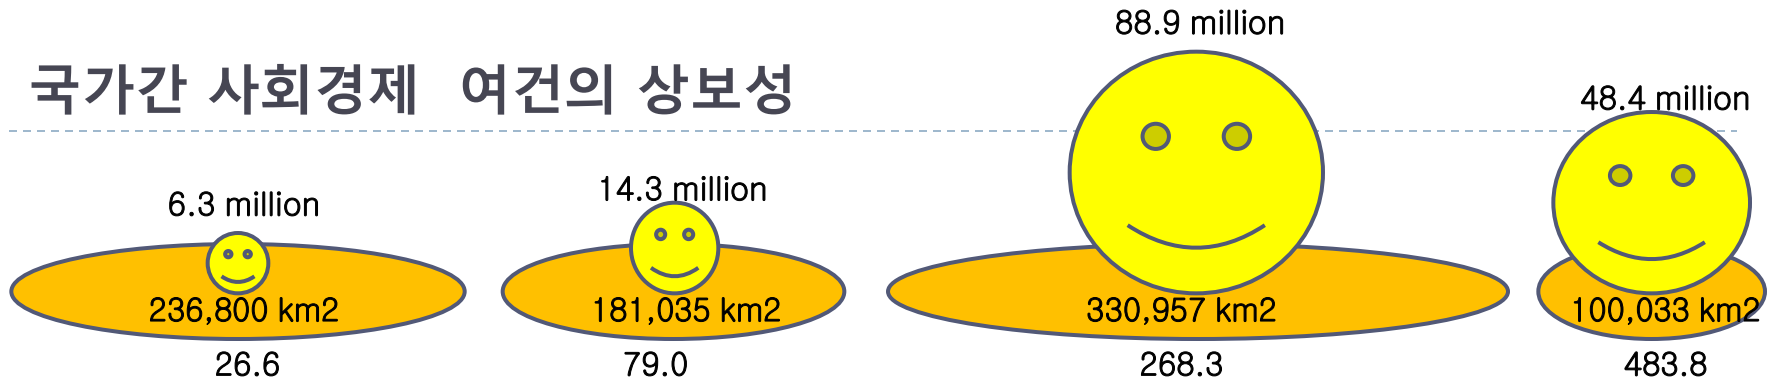 국가간 사회경제 여건의 상보성
6.3 million
14.3 million
88.9 million
48.4 million
236,800 km2
181,035 km2
330,957 km2
100,033 km2
26.6
79.0
268.3
483.8